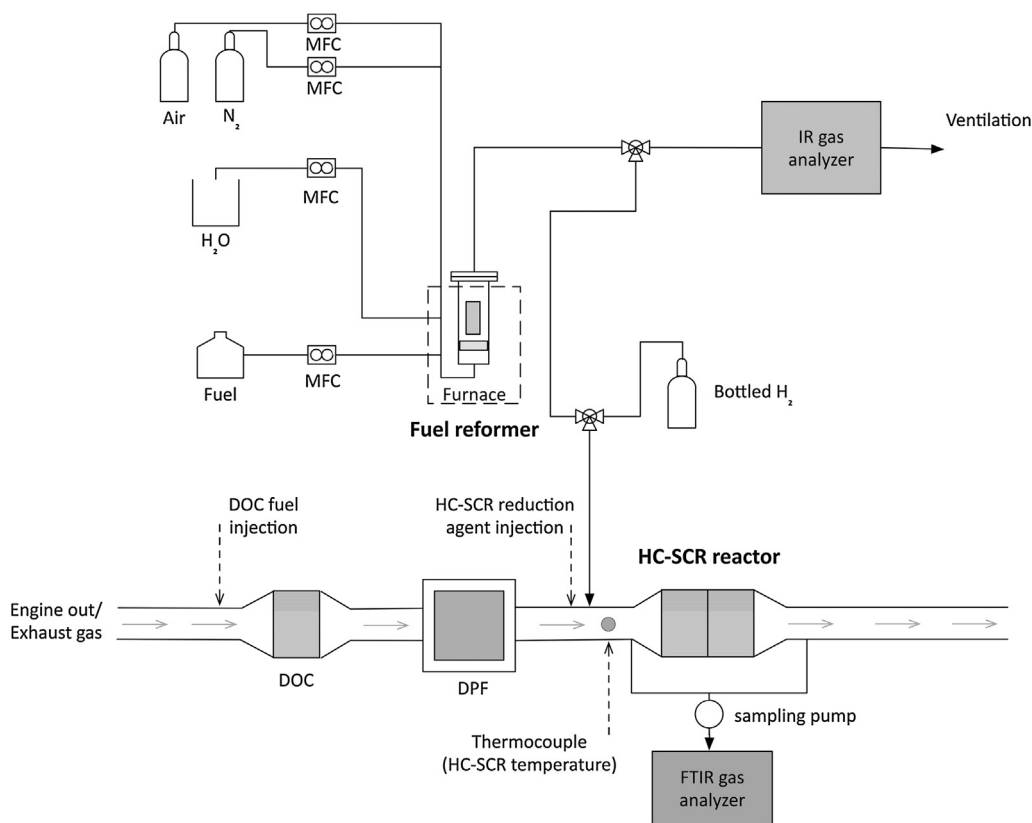 MFC
MFC
Air
N₂
IR gas
analyzer
Ventilation
MFC
H₂O
Fuel
MFC
Furnace
Fuel reformer
Bottled H₂
DOC fuel
injection
HC-SCR reduction
agent injection
HC-SCR reactor
Engine out/
Exhaust gas
DOC
DPF
sampling pump
Thermocouple
(HC-SCR temperature)
FTIR gas
analyzer